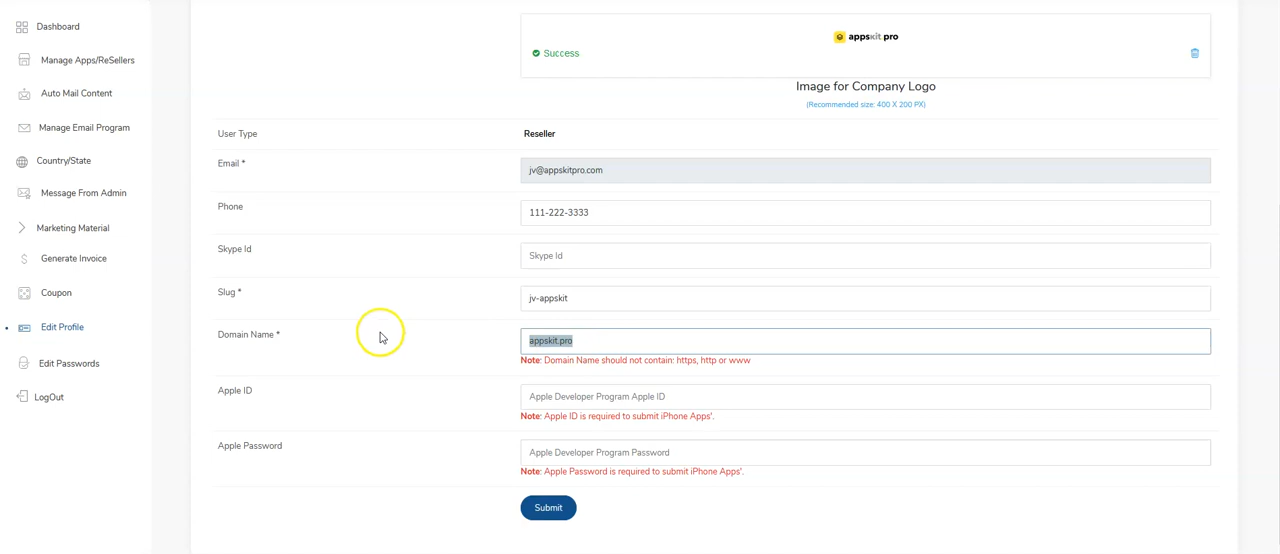 Dashboard
Manage Apps/ReSellers
Auto Mail Content
Manage Email Program
Country/State
Message From Admin
Marketing Material
Generate Invoice
Coupon
Edit Profile
Edit Passwords
LogOut
appsKit pro
Success
Image for Company Logo
(Recommended size: 400 X 200 PX)
User Type
Reseller
Email *
jv@appskitpro.com
Phone
111-222-3333
Skype Id
Skype Id
Slug *
jv-appskit
Domain Name *
appskit.pro
Note: Domain Name should not contain: https, http or www
Apple ID
Apple Developer Program Apple ID
Note: Apple ID is required to submit iPhone Apps'.
Apple Password
Apple Developer Program Password
Note: Apple Password is required to submit iPhone Apps'.
Submit